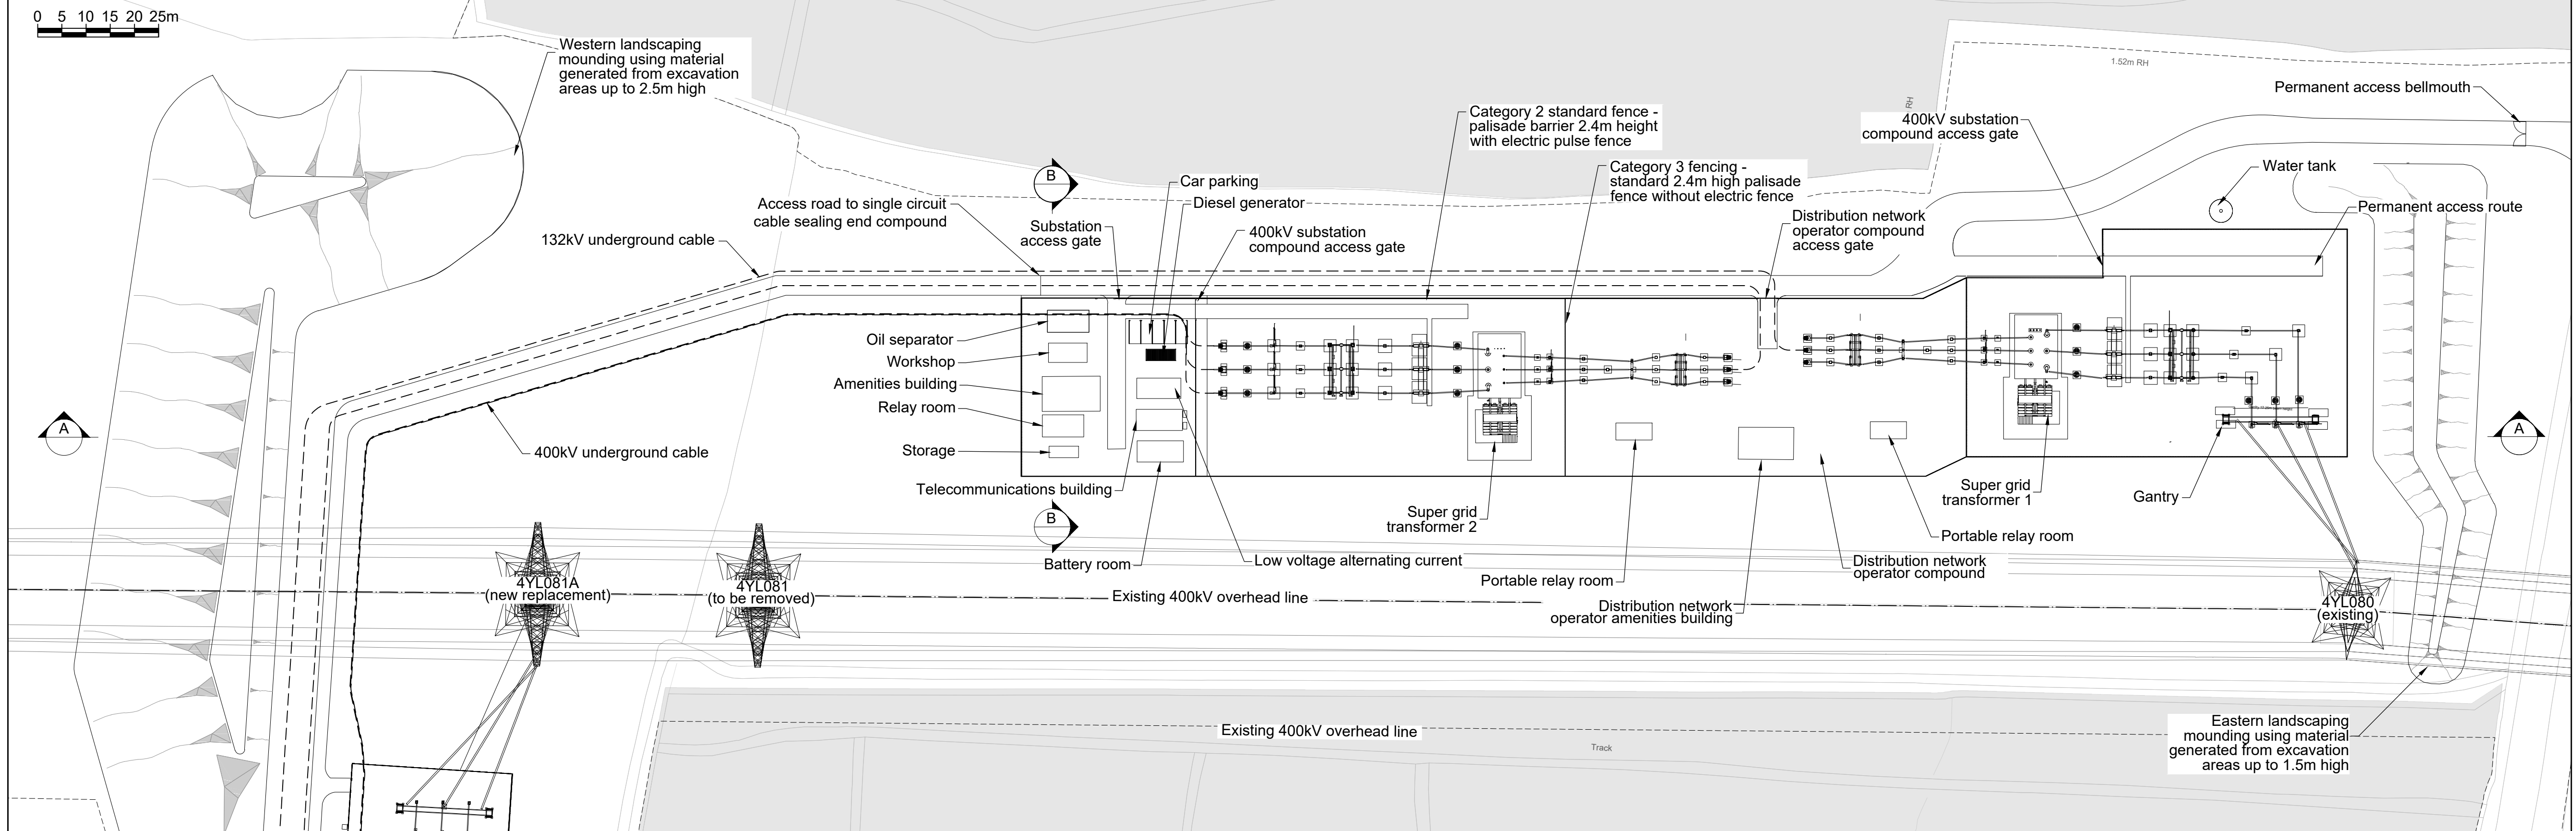 0 5 10 15 20 25m
Western landscaping
mounding using material
generated from excavation
areas up to 2.5m high
1.52m RH
RH
Permanent access bellmouth
Category 2 standard fence -
palisade barrier 2.4m height
with electric pulse fence
400kV substation
compound access gate
Category 3 fencing -
standard 2.4m high palisade
fence without electric fence
Water tank
B
Car parking
Diesel generator
Access road to single circuit
cable sealing end compound
Permanent access route
Substation
access gate
400kV substation
compound access gate
Distribution network
operator compound
access gate
132kV underground cable
Oil separator
Workshop
Amenities building
Relay room
Storage
A
A
400kV underground cable
Telecommunications building
Super grid
transformer 2
Super grid
transformer 1
Gantry
B
Battery room
Low voltage alternating current
Portable relay room
Portable relay room
Distribution network
operator compound
4YL081A
(new replacement)
4YL081
(to be removed)
Existing 400kV overhead line
Distribution network
operator amenities building
4YL080
(existing)
Existing 400kV overhead line
Track
Eastern landscaping
mounding using material
generated from excavation
areas up to 1.5m high